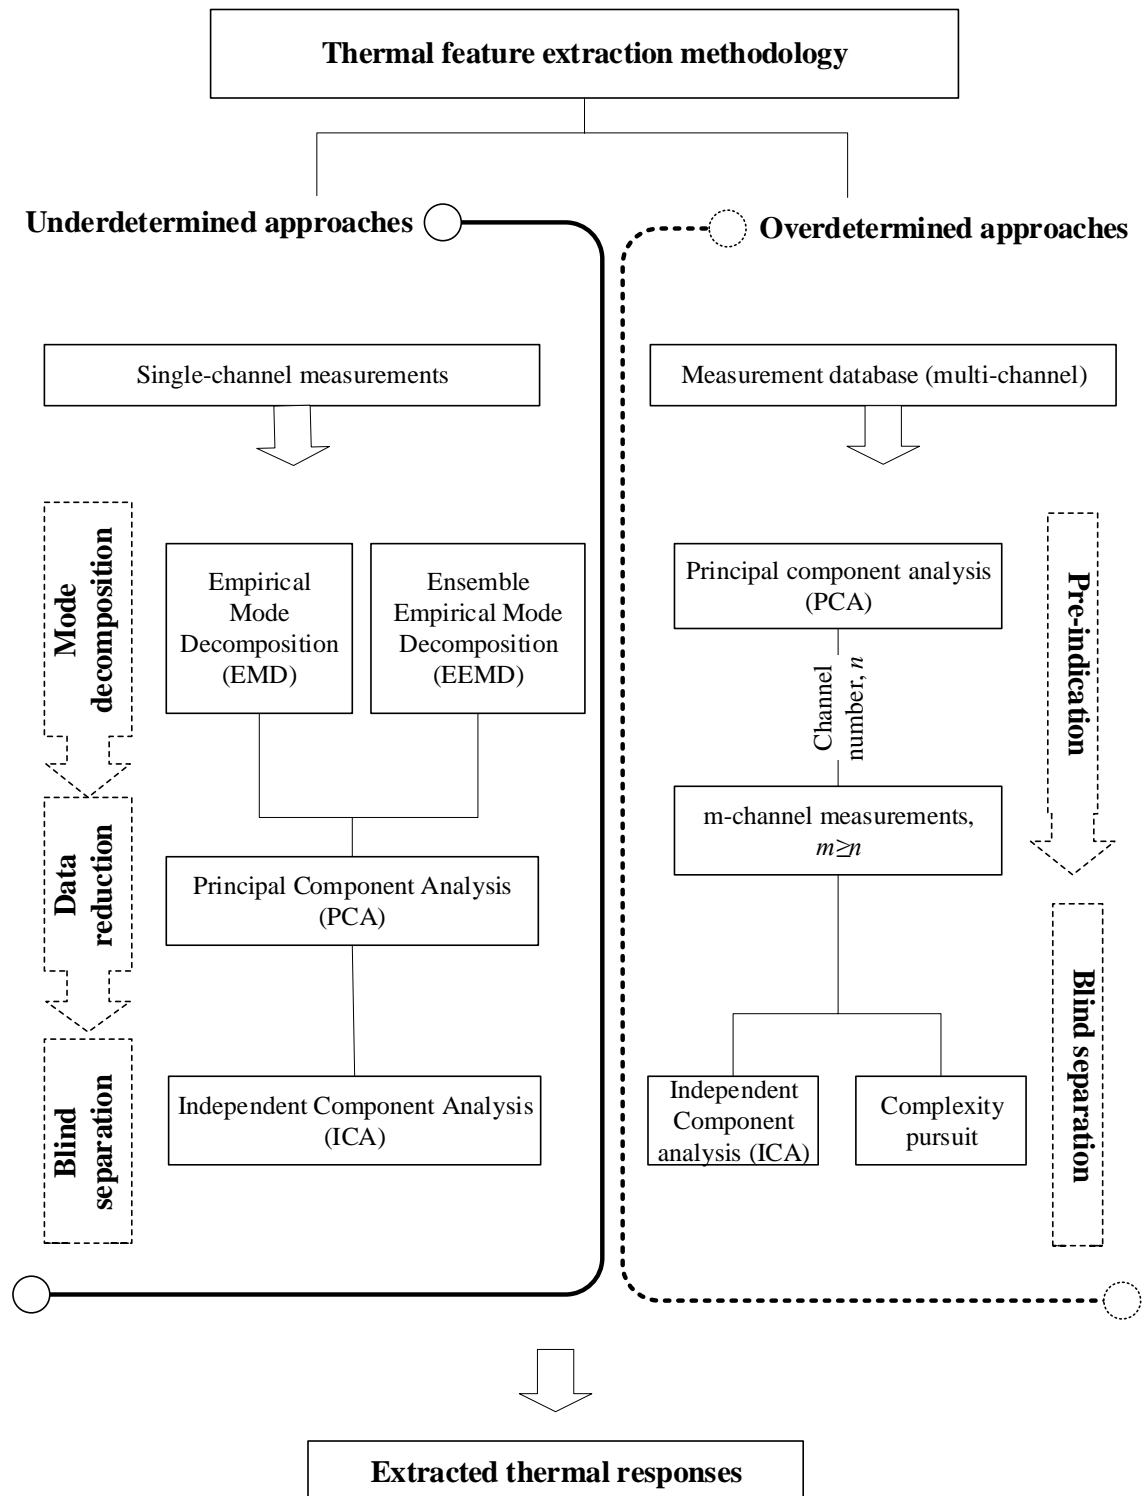 Thermal feature extraction methodology
Underdetermined approaches
Overdetermined approaches
Single-channel measurements
Measurement database (multi-channel)
Mode
decomposition
Empirical
Mode
Decomposition
(EMD)
Ensemble
Empirical Mode
Decomposition
(EEMD)
Principal component analysis
(PCA)
Pre-indication
Channel
number, n
Data
reduction
Principal Component Analysis
(PCA)
m-channel measurements,
m≥n
Blind
separation
Independent Component Analysis
(ICA)
Independent
Component
analysis (ICA)
Complexity
pursuit
Blind separation
Extracted thermal responses